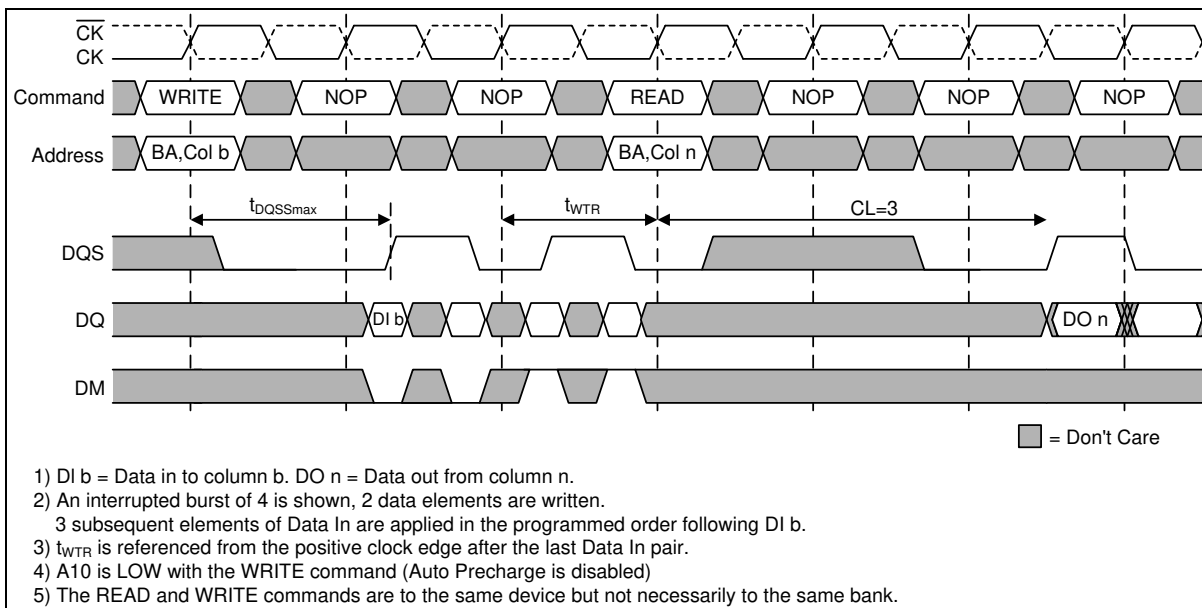 CK
CK
Command WRITE NOP NOP READ NOP NOP NOP
Address BA,Col b BA,Col n
tDQSSmax tWTR CL=3
DQS
DQ DI b DO n
DM
= Don't Care
1) DI b = Data in to column b. DO n = Data out from column n.
2) An interrupted burst of 4 is shown, 2 data elements are written.
3 subsequent elements of Data In are applied in the programmed order following DI b.
3) tWTR is referenced from the positive clock edge after the last Data In pair.
4) A10 is LOW with the WRITE command (Auto Precharge is disabled)
5) The READ and WRITE commands are to the same device but not necessarily to the same bank.